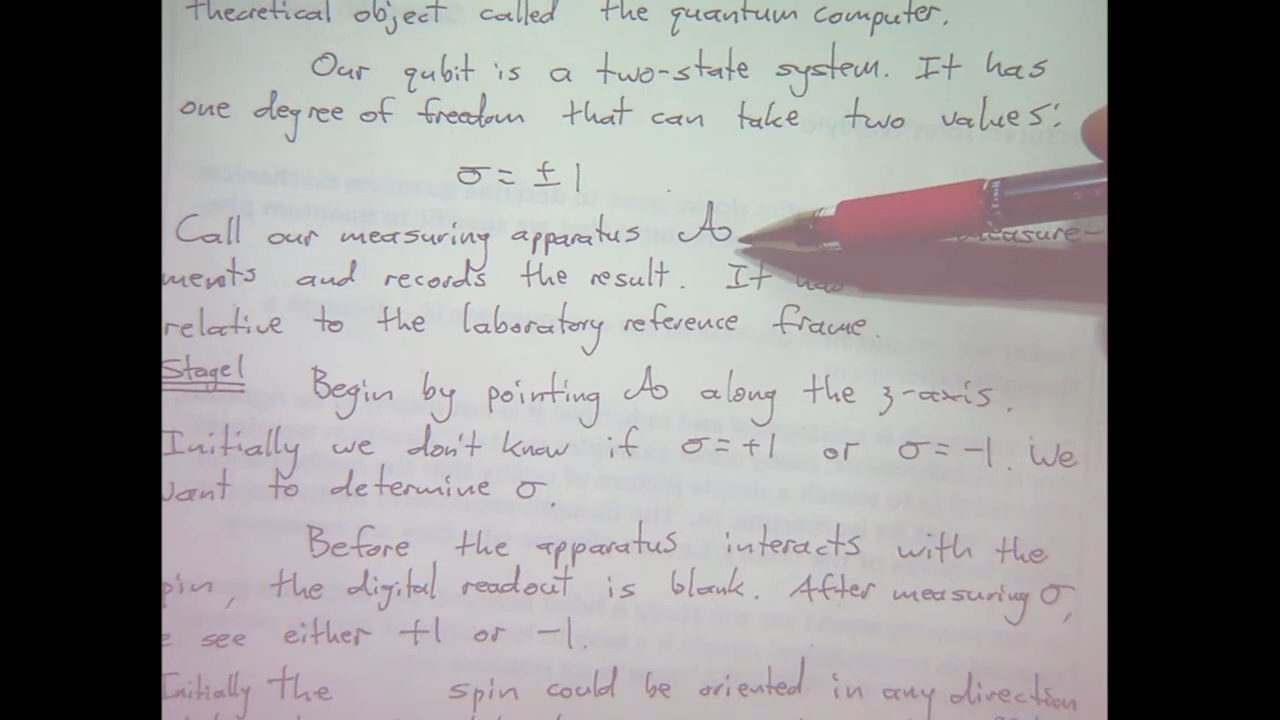 theoretical object called the quantum computer.
Our qubit is a two-state system. It has
one degree of freedom that can take two values:
σ = ± 1
Call our measuring apparatus A measure-
ments and records the result. It has
relative to the laboratory reference frame.
Stage 1 Begin by pointing A along the z-axis.
Initially we don't know if σ = +1 or σ = -1. We
want to determine σ.
Before the apparatus interacts with the
spin, the digital readout is blank. After measuring σ,
see either +1 or -1.
Initially the spin could be oriented in any direction